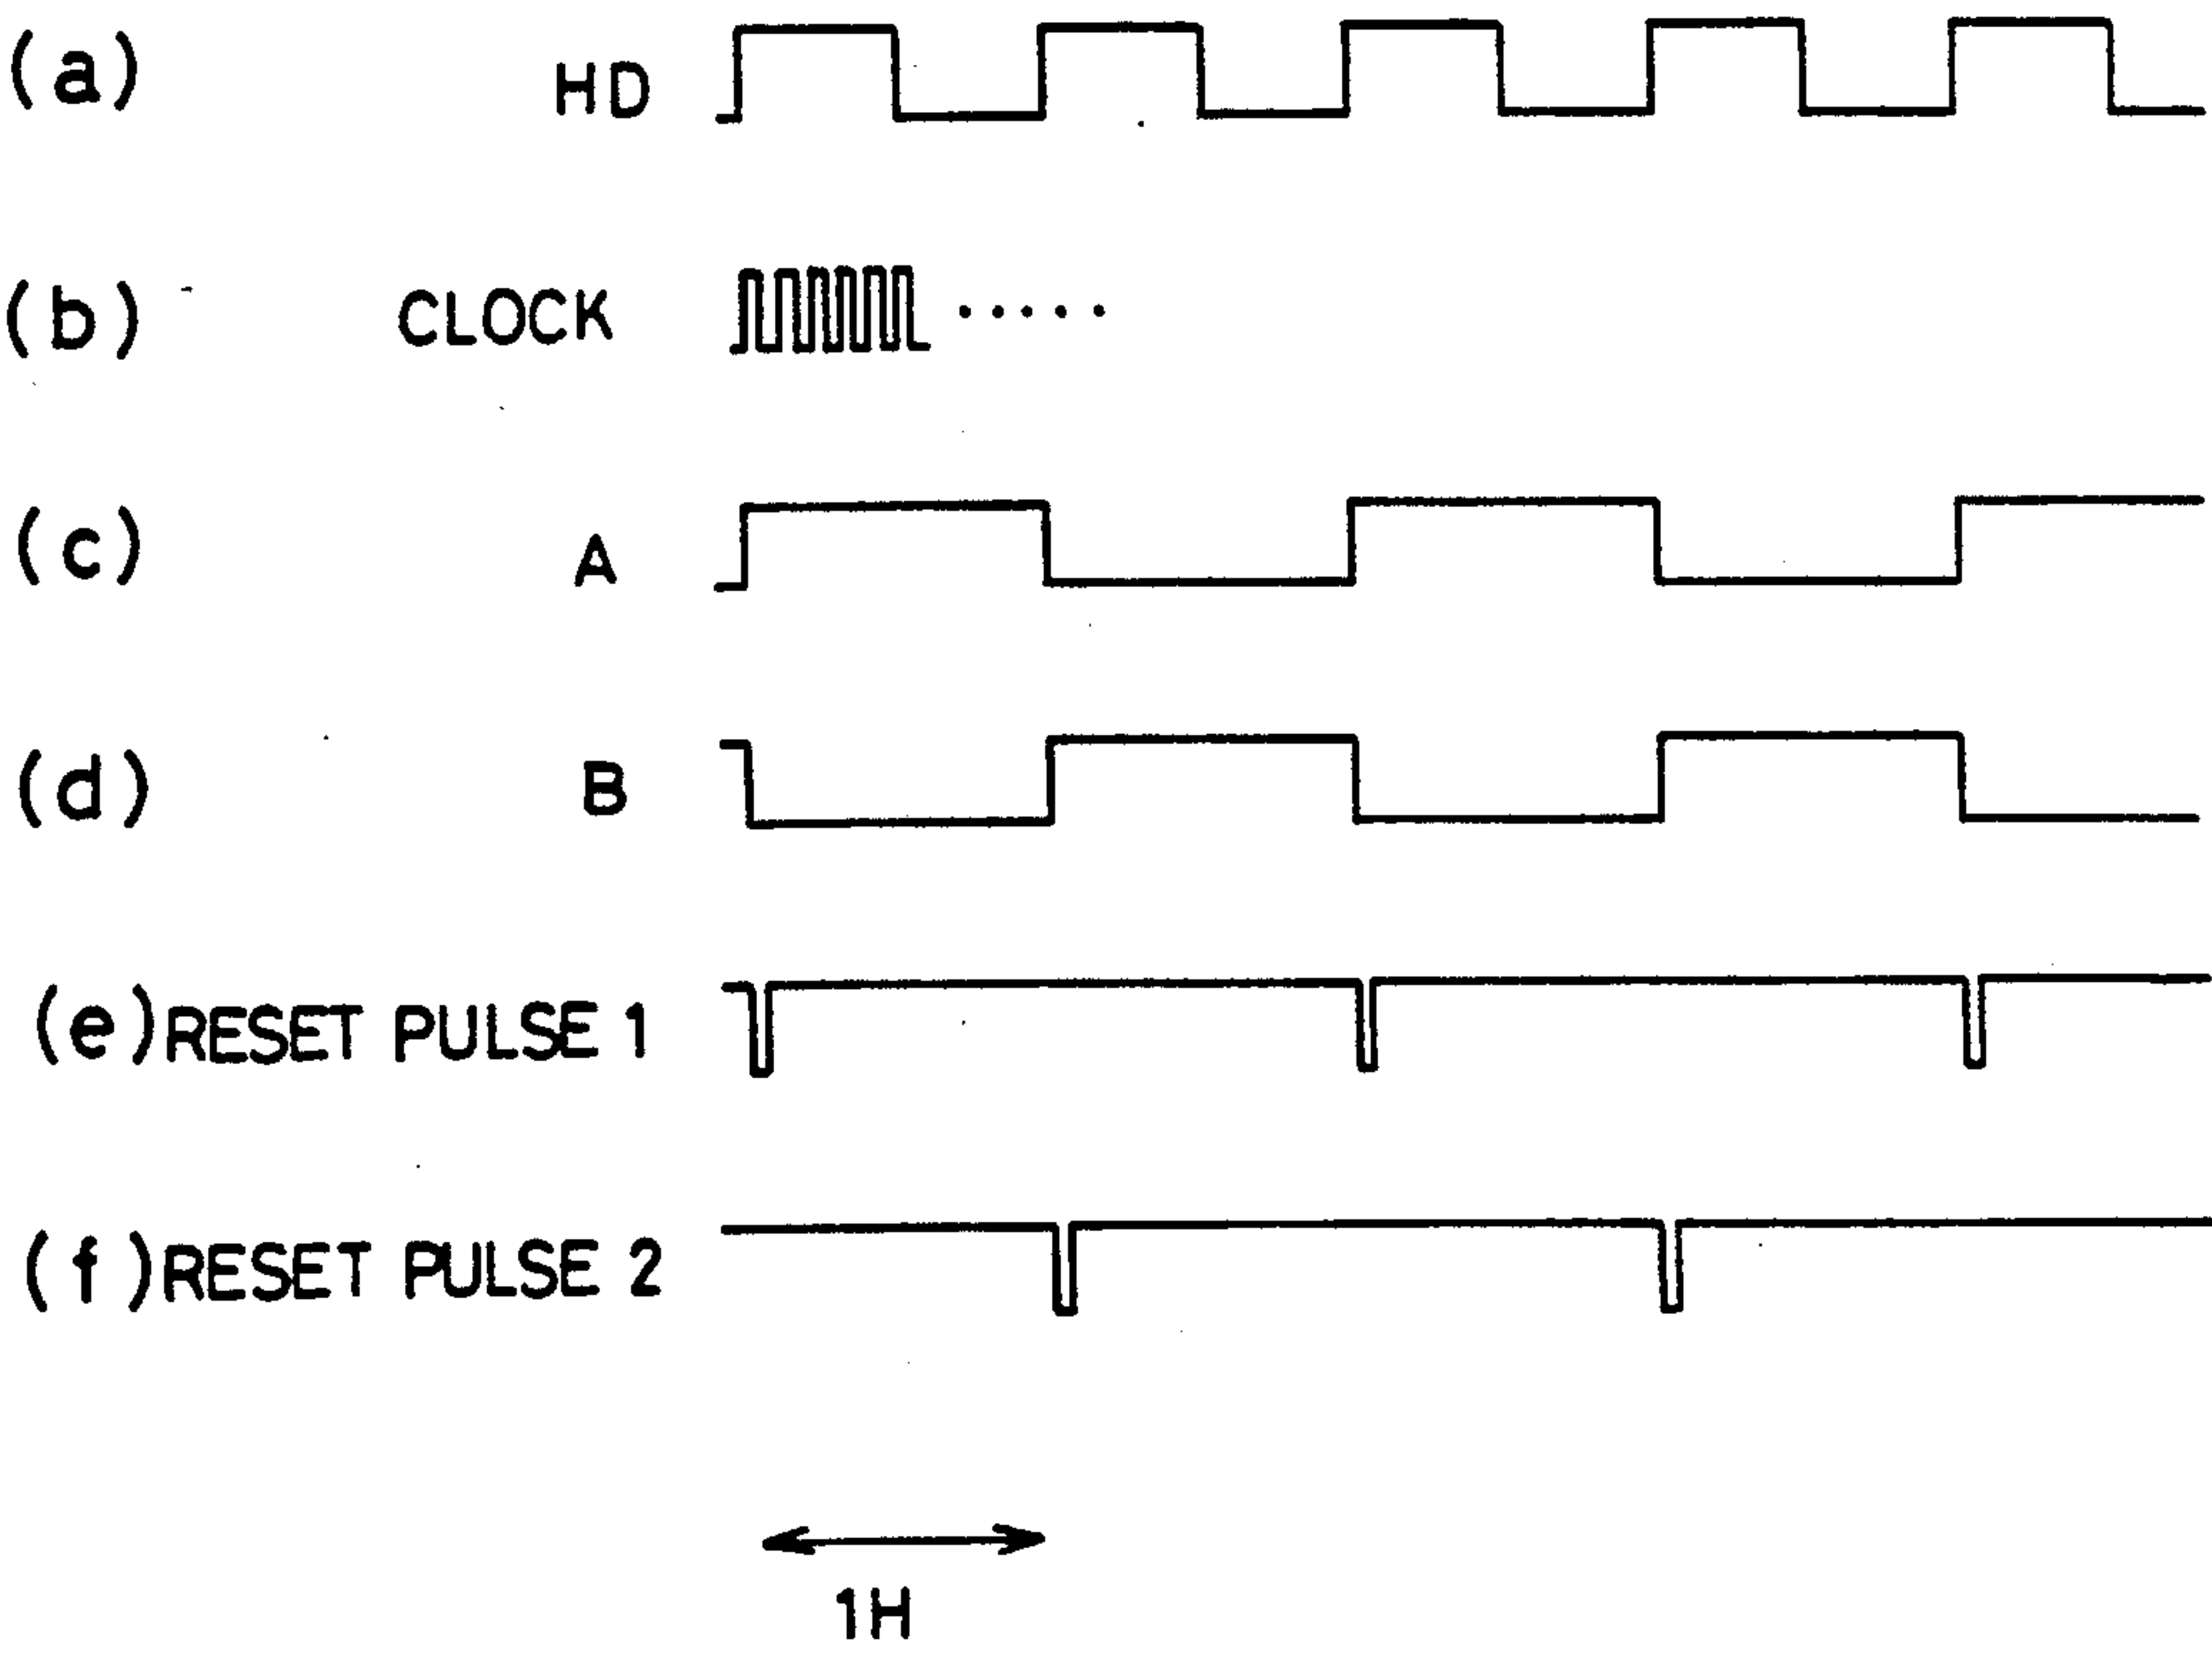 (a) HD
(b) CLOCK .....
(c) A
(d) B
(e) RESET PULSE 1
(f) RESET PULSE 2
1H